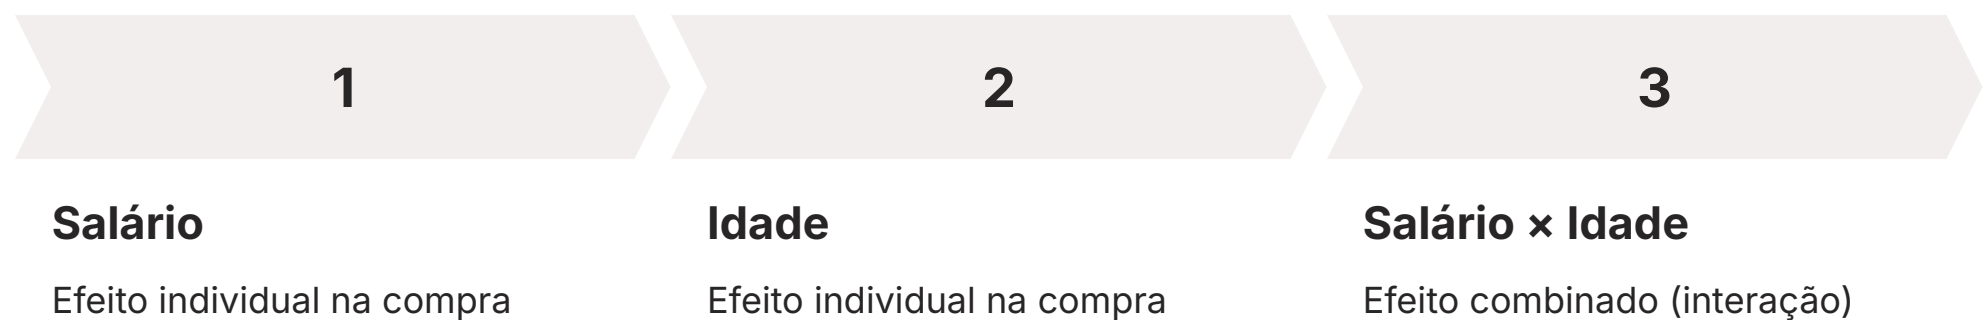 1
Salário
Efeito individual na compra
2
Idade
Efeito individual na compra
3
Salário × Idade
Efeito combinado (interação)